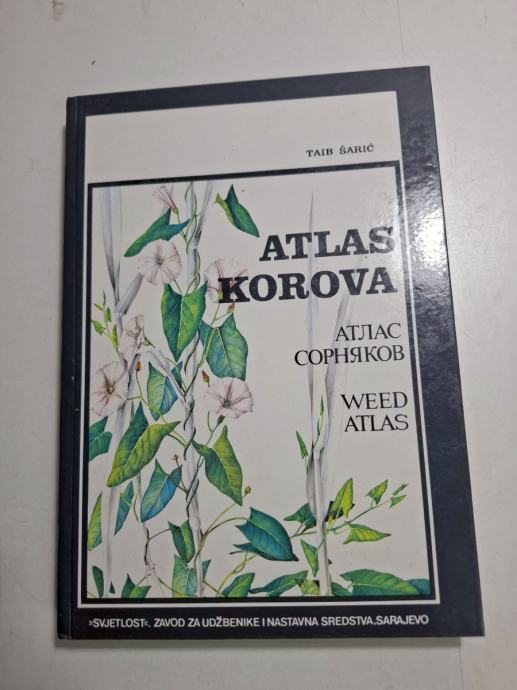 TAIB ŠARIĆ
ATLAS
KOROVA
АТЛАС
СОРНЯКОВ
WEED
ATLAS
»SVJETLOST«, ZAVOD ZA UDŽBENIKE I NASTAVNA SREDSTVA, SARAJEVO